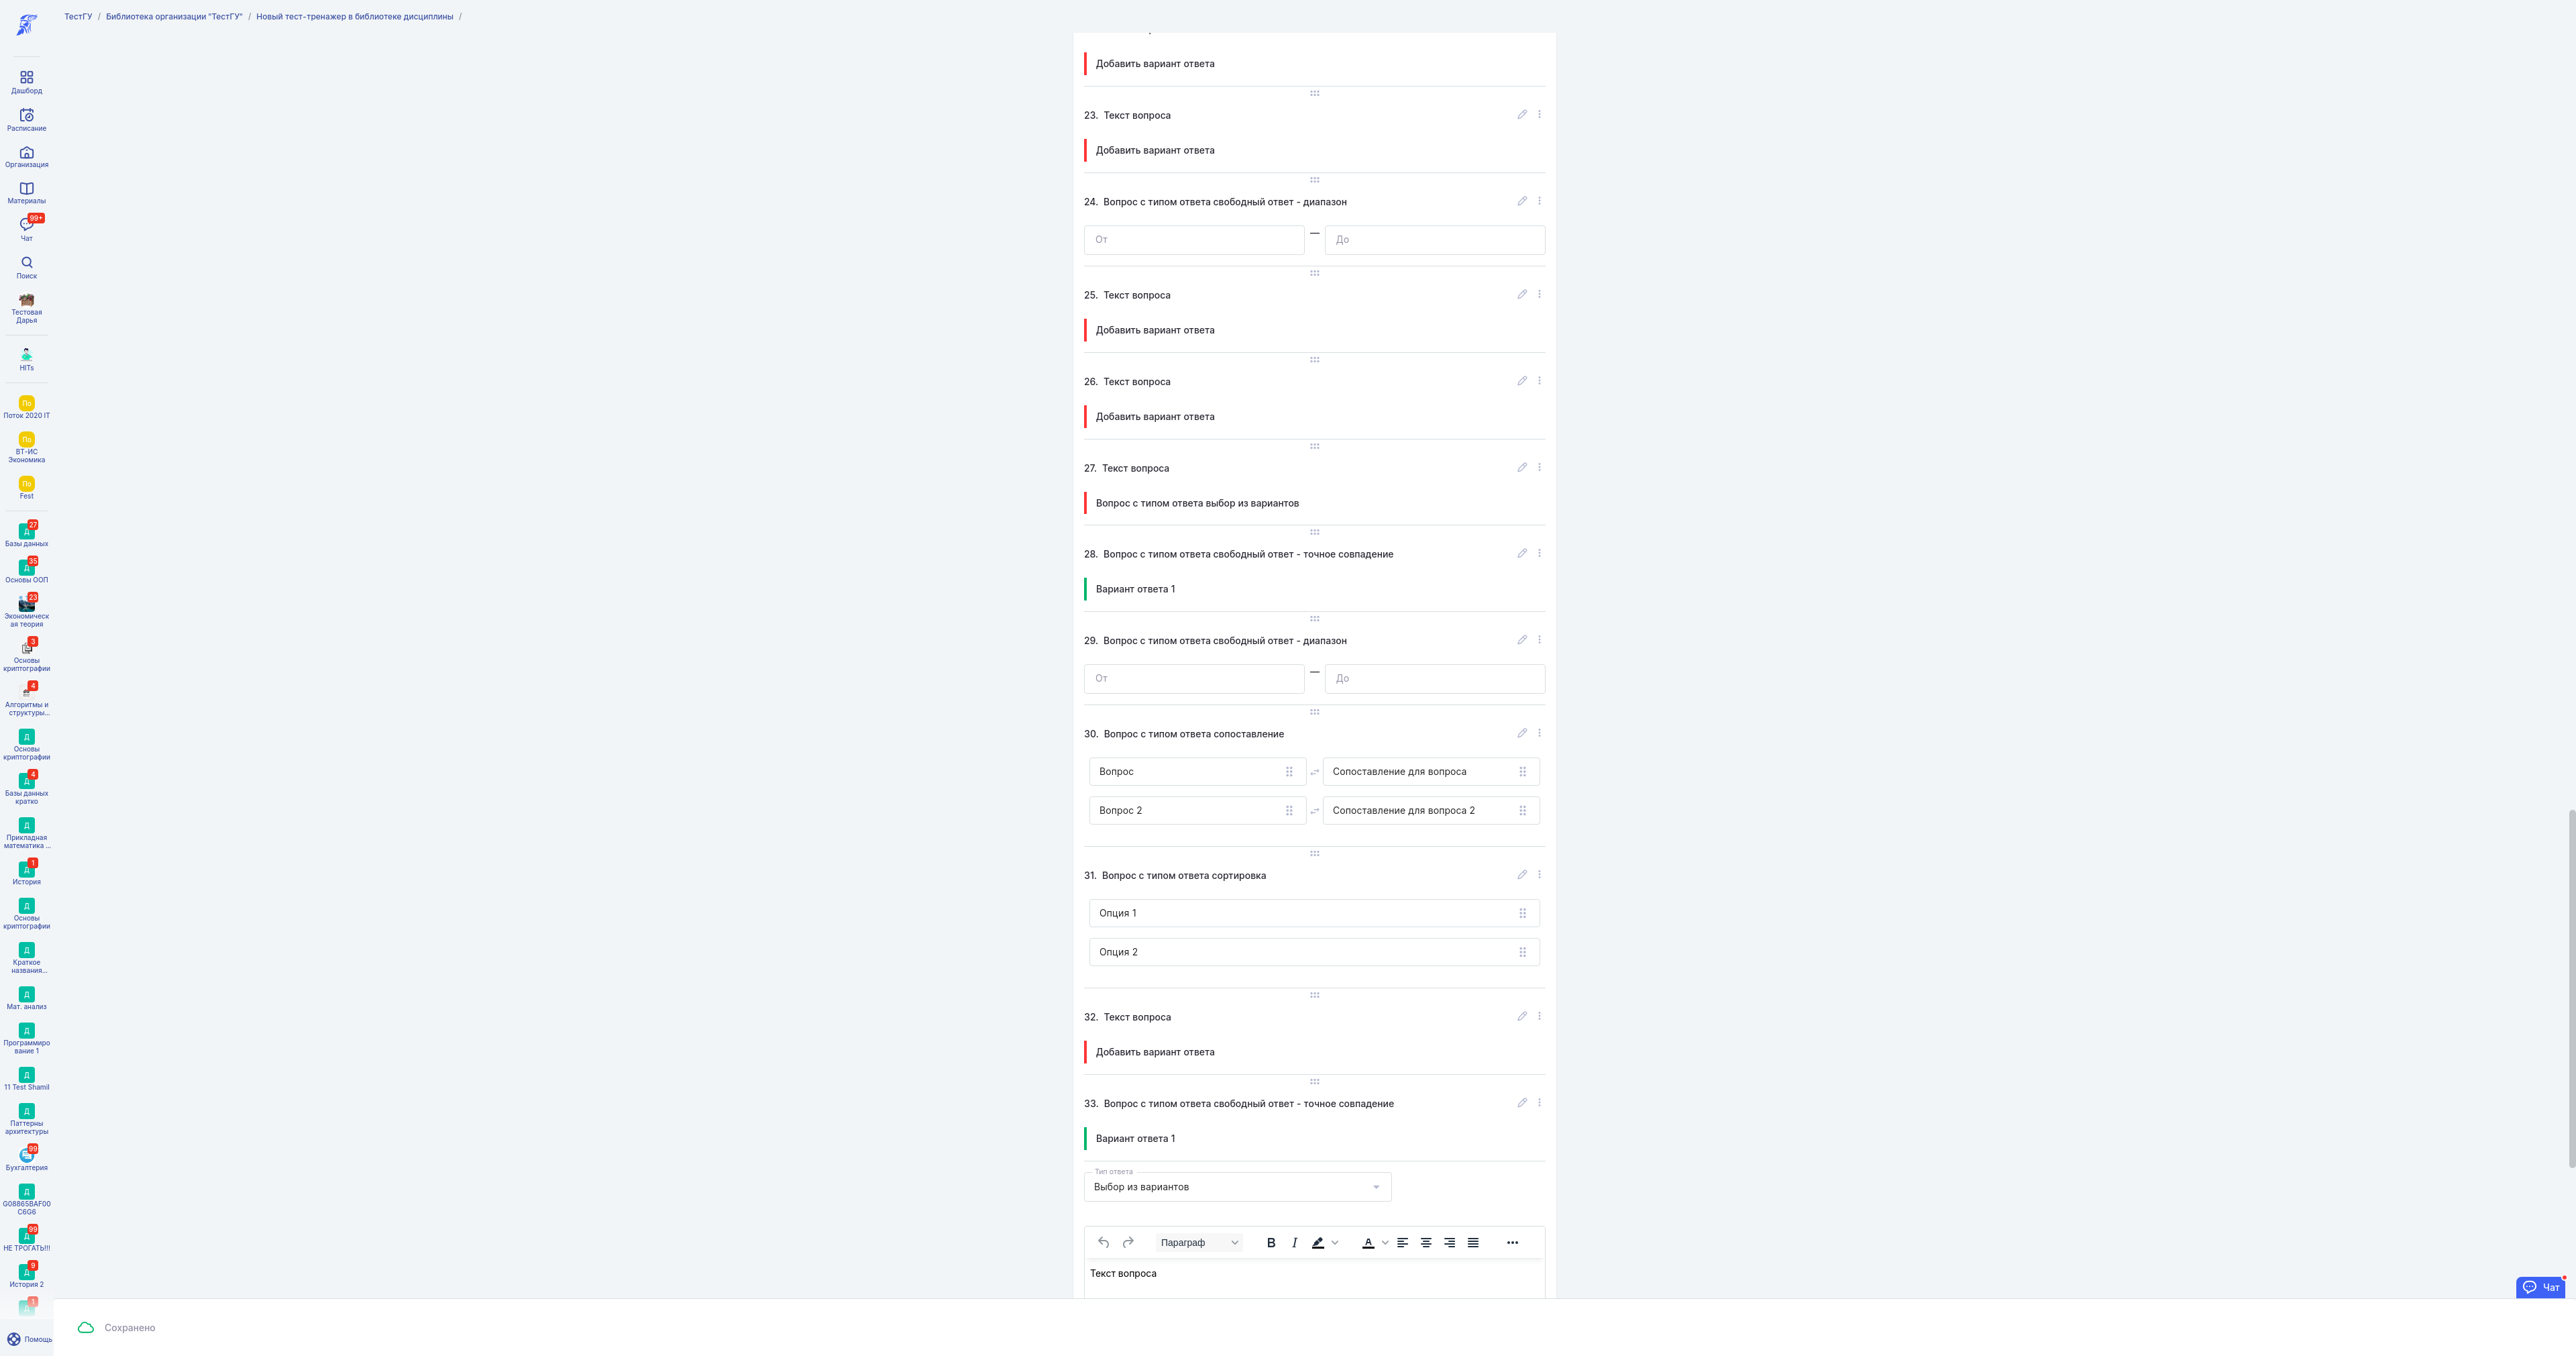 ТестГУ / Библиотека организации "ТестГУ" / Новый тест-тренажер в библиотеке дисциплины /
Дашборд
Расписание
Организация
Материалы
99+
Чат
Поиск
Тестовая
Дарья
HITs
По
Поток 2020 IT
По
ВТ-ИС
Экономика
По
Fest
27
Д
Базы данных
35
Д
Основы ООП
23
Экономическ
ая теория
3
Основы
криптографии
4
Алгоритмы и
структуры...
Д
Основы
криптографии
4
Д
Базы данных
кратко
Д
Прикладная
математика ...
1
Д
История
Д
Основы
криптографии
Д
Краткое
названия...
Д
Мат. анализ
Д
Программиро
вание 1
Д
11 Test Shamil
Д
Паттерны
архитектуры
99
Бухгалтерия
Д
G08865BAF00
C6G6
99
Д
НЕ ТРОГАТЬ!!!
9
Д
История 2
1
Д
Помощь
Добавить вариант ответа
23. Текст вопроса
Добавить вариант ответа
24. Вопрос с типом ответа свободный ответ - диапазон
От — До
25. Текст вопроса
Добавить вариант ответа
26. Текст вопроса
Добавить вариант ответа
27. Текст вопроса
Вопрос с типом ответа выбор из вариантов
28. Вопрос с типом ответа свободный ответ - точное совпадение
Вариант ответа 1
29. Вопрос с типом ответа свободный ответ - диапазон
От — До
30. Вопрос с типом ответа сопоставление
Вопрос Сопоставление для вопроса
Вопрос 2 Сопоставление для вопроса 2
31. Вопрос с типом ответа сортировка
Опция 1
Опция 2
32. Текст вопроса
Добавить вариант ответа
33. Вопрос с типом ответа свободный ответ - точное совпадение
Вариант ответа 1
Тип ответа
Выбор из вариантов
Параграф B I A
Текст вопроса
Чат
Сохранено